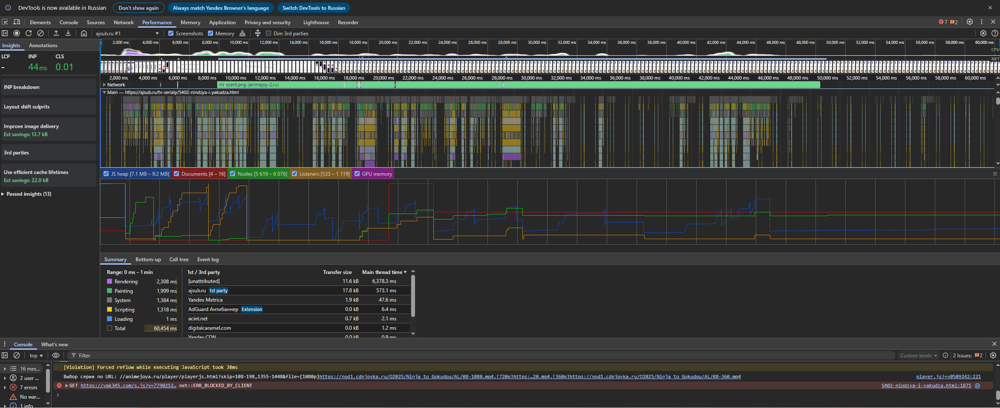 DevTools is now available in Russian Don't show again Always match Yandex Browser's language Switch DevTools to Russian
Elements Console Sources Network Performance Memory Application Privacy and security Lighthouse Recorder 7 2
ajsub.ru #1 Screenshots Memory Dim 3rd parties
Insights Annotations
LCP INP CLS
- 44 ms 0.01
INP breakdown
Layout shift culprits
Improve image delivery
Est savings: 13.7 kB
3rd parties
Use efficient cache lifetimes
Est savings: 22.0 kB
Passed insights (13)
2,000 ms 4,000 ms 6,000 ms 8,000 ms 10,000 ms 12,000 ms 14,000 ms 16,000 ms 18,000 ms 20,000 ms 22,000 ms 24,000 ms 26,000 ms 28,000 ms 30,000 ms 32,000 ms 34,000 ms 36,000 ms 38,000 ms 40,000 ms 42,000 ms 44,000 ms 46,000 ms 48,000 ms 50,000 ms 52,000 ms 54,000 ms 56,000 ms 58,000 ms 60,000 ms
CPU
NET
2,000 ms 4,000 ms 6,000 ms 8,000 ms 10,000 ms 12,000 ms 14,000 ms 16,000 ms 18,000 ms 20,000 ms 22,000 ms 24,000 ms 26,000 ms 28,000 ms 30,000 ms 32,000 ms 34,000 ms 36,000 ms 38,000 ms 40,000 ms 42,000 ms 44,000 ms 46,000 ms 48,000 ms 50,000 ms 52,000 ms 54,000 ms 56,000 ms 58,000 ms 60,000 ms
Network innocent.png (animejoy-2.ru)
Main — https://ajsub.ru/tv-serialy/5402-nindzya-i-yakudza.html
JS heap [7.1 MB – 9.2 MB] Documents [4 – 16] Nodes [5 619 – 6 076] Listeners [533 – 1 119] GPU memory
Summary Bottom-up Call tree Event log
Range: 0 ms – 1 min
Rendering 2,308 ms
Painting 1,999 ms
System 1,384 ms
Scripting 1,318 ms
Loading 1 ms
Total 60,454 ms
1st / 3rd party Transfer size Main thread time
[unattributed] 11.6 kB 6,378.3 ms
ajsub.ru 1st party 17.8 kB 573.1 ms
Yandex Metrica 1.9 kB 47.6 ms
AdGuard Антибаннер Extension 0.0 kB 6.4 ms
acint.net 0.7 kB 2.1 ms
digitalcaramel.com 0.0 kB 1.2 ms
Yandex CDN 0.0 kB 0.9 ms
Console What's new
top Filter Custom levels 2 Issues: 2
16 mes...
2 user ...
7 errors
No war...
1 info
[Violation] Forced reflow while executing JavaScript took 38ms
Выбор серии по URL: //animejoya.ru/player/playerjs.html?skip=108-198,1355-1448&file=[1080p]https://nod1.cdnjoyka.ru/O2025/Ninja to Gokudou/AL/08-1080.mp4,[720p]https:…20.mp4,[360p]https://nod1.cdnjoyka.ru/O2025/Ninja to Gokudou/AL/08-360.mp4 player.js?=v0509242:221
GET https://vak345.com/s.js?v=7790252… net::ERR_BLOCKED_BY_CLIENT 5402-nindzya-i-yakudza.html:1875